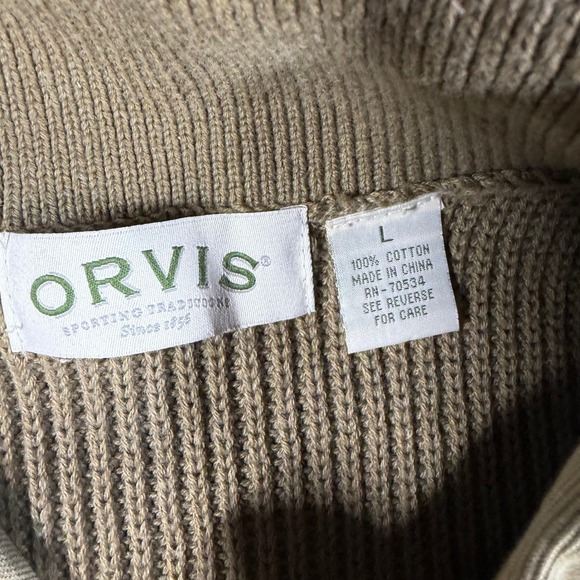 ORVIS®
SPORTING TRADITIONS
Since 1856
L
100% COTTON
MADE IN CHINA
RN-70534
SEE REVERSE
FOR CARE